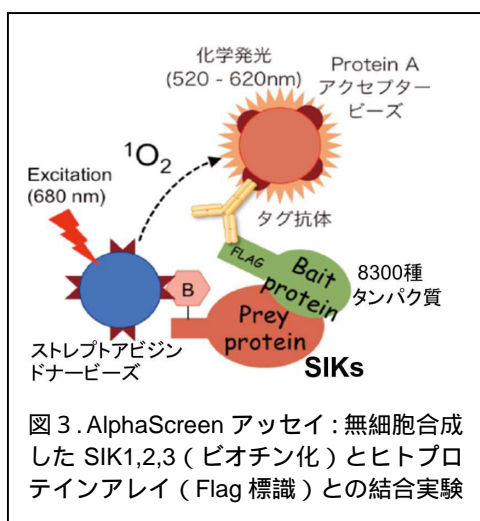 化学発光
(520 - 620nm)
Protein A
アクセプター
ビーズ
¹O₂
Excitation
(680 nm)
タグ抗体
FLAG
Bait
protein
8300種
タンパク質
B
Prey
protein
SIKs
ストレプトアビジン
ドナービーズ
図３. AlphaScreen アッセイ：無細胞合成
した SIK1,2,3（ビオチン化）とヒトプロ
テインアレイ（Flag 標識）との結合実験